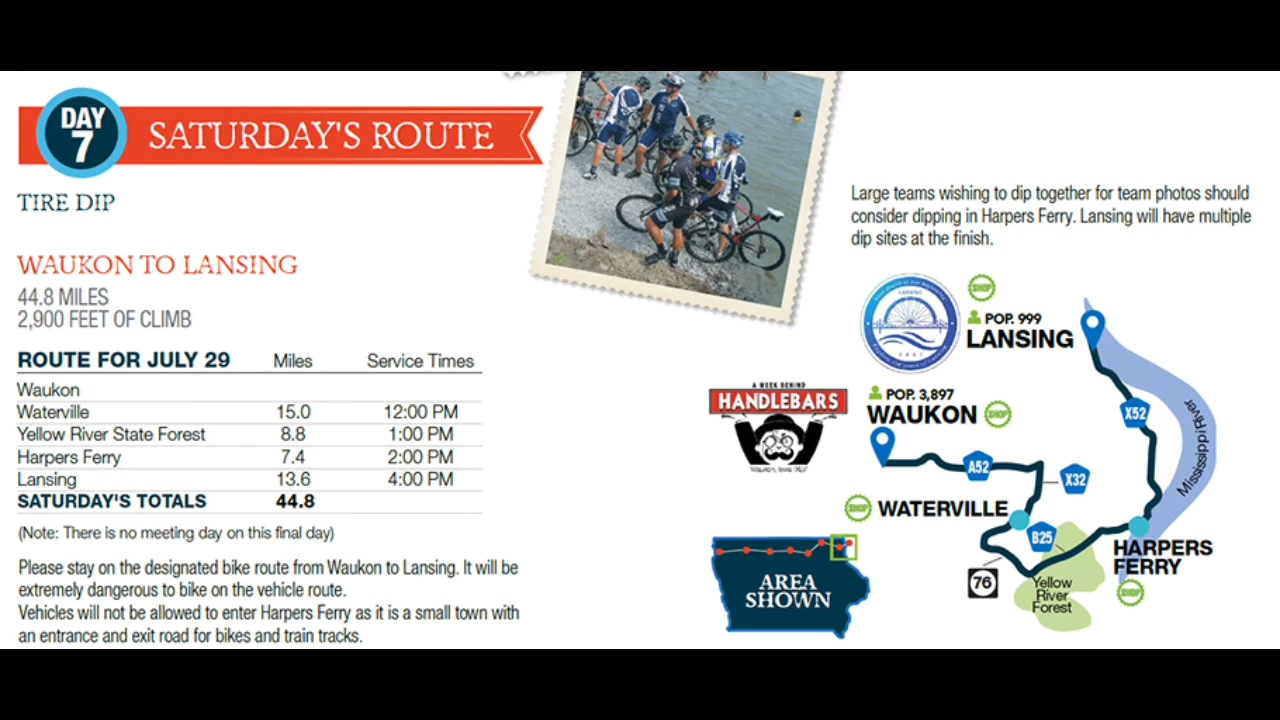 DAY
7
SATURDAY'S ROUTE
TIRE DIP
WAUKON TO LANSING
44.8 MILES
2,900 FEET OF CLIMB
ROUTE FOR JULY 29 Miles Service Times
Waukon
Waterville 15.0 12:00 PM
Yellow River State Forest 8.8 1:00 PM
Harpers Ferry 7.4 2:00 PM
Lansing 13.6 4:00 PM
SATURDAY'S TOTALS 44.8
(Note: There is no meeting day on this final day)
Please stay on the designated bike route from Waukon to Lansing. It will be
extremely dangerous to bike on the vehicle route.
Vehicles will not be allowed to enter Harpers Ferry as it is a small town with
an entrance and exit road for bikes and train tracks.
Large teams wishing to dip together for team photos should
consider dipping in Harpers Ferry. Lansing will have multiple
dip sites at the finish.
LANSING
SHOP
POP. 999
LANSING
A WEEK BEHIND
HANDLEBARS
POP. 3,897
WAUKON
SHOP
X52
Mississippi River
A52
X32
SHOP
WATERVILLE
B25
HARPERS
FERRY
SHOP
76
Yellow
River
Forest
AREA
SHOWN